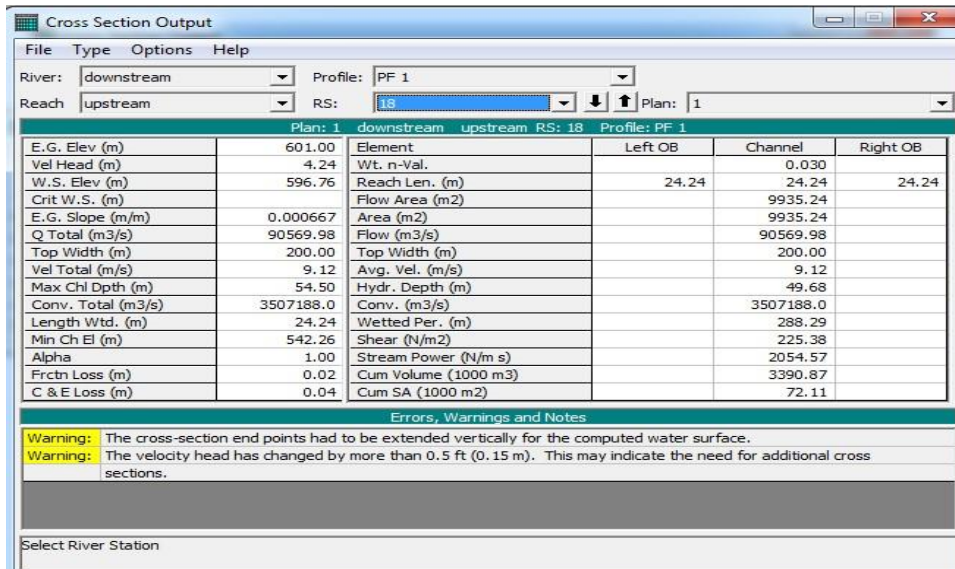 Cross Section Output
File Type Options Help
River: downstream Profile: PF 1
Reach upstream RS: 18 Plan: 1
Plan: 1 downstream upstream RS: 18 Profile: PF 1
E.G. Elev (m) 601.00 Element Left OB Channel Right OB
Vel Head (m) 4.24 Wt. n-Val. 0.030
W.S. Elev (m) 596.76 Reach Len. (m) 24.24 24.24 24.24
Crit W.S. (m) Flow Area (m2) 9935.24
E.G. Slope (m/m) 0.000667 Area (m2) 9935.24
Q Total (m3/s) 90569.98 Flow (m3/s) 90569.98
Top Width (m) 200.00 Top Width (m) 200.00
Vel Total (m/s) 9.12 Avg. Vel. (m/s) 9.12
Max Chl Dpth (m) 54.50 Hydr. Depth (m) 49.68
Conv. Total (m3/s) 3507188.0 Conv. (m3/s) 3507188.0
Length Wtd. (m) 24.24 Wetted Per. (m) 288.29
Min Ch El (m) 542.26 Shear (N/m2) 225.38
Alpha 1.00 Stream Power (N/m s) 2054.57
Frctn Loss (m) 0.02 Cum Volume (1000 m3) 3390.87
C & E Loss (m) 0.04 Cum SA (1000 m2) 72.11
Errors, Warnings and Notes
Warning: The cross-section end points had to be extended vertically for the computed water surface.
Warning: The velocity head has changed by more than 0.5 ft (0.15 m). This may indicate the need for additional cross
sections.
Select River Station